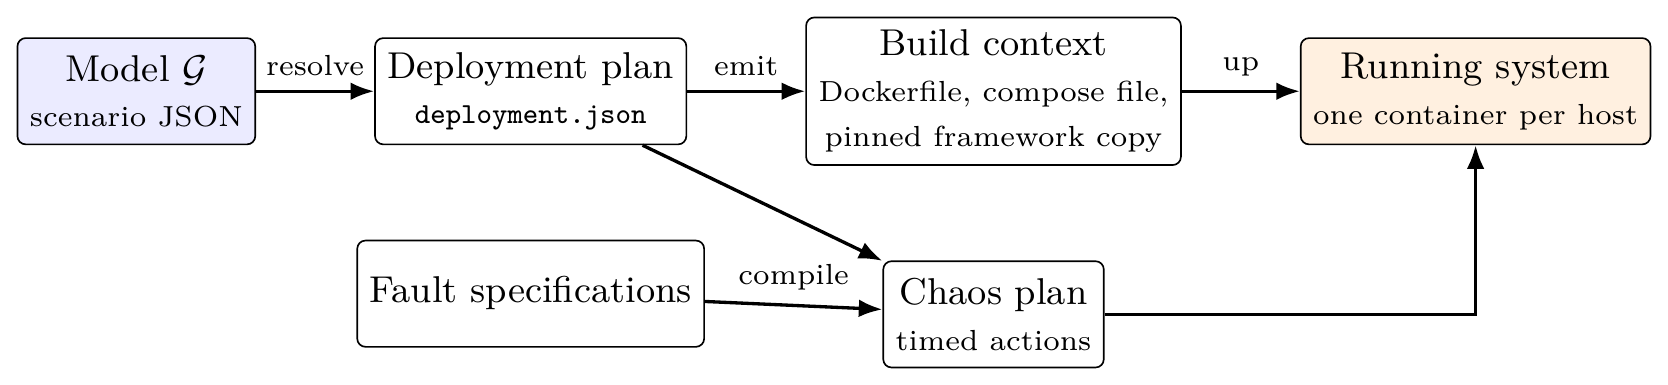 Model 𝒢
scenario JSON
resolve
Deployment plan
deployment.json
emit
Build context
Dockerfile, compose file,
pinned framework copy
up
Running system
one container per host
Fault specifications
compile
Chaos plan
timed actions